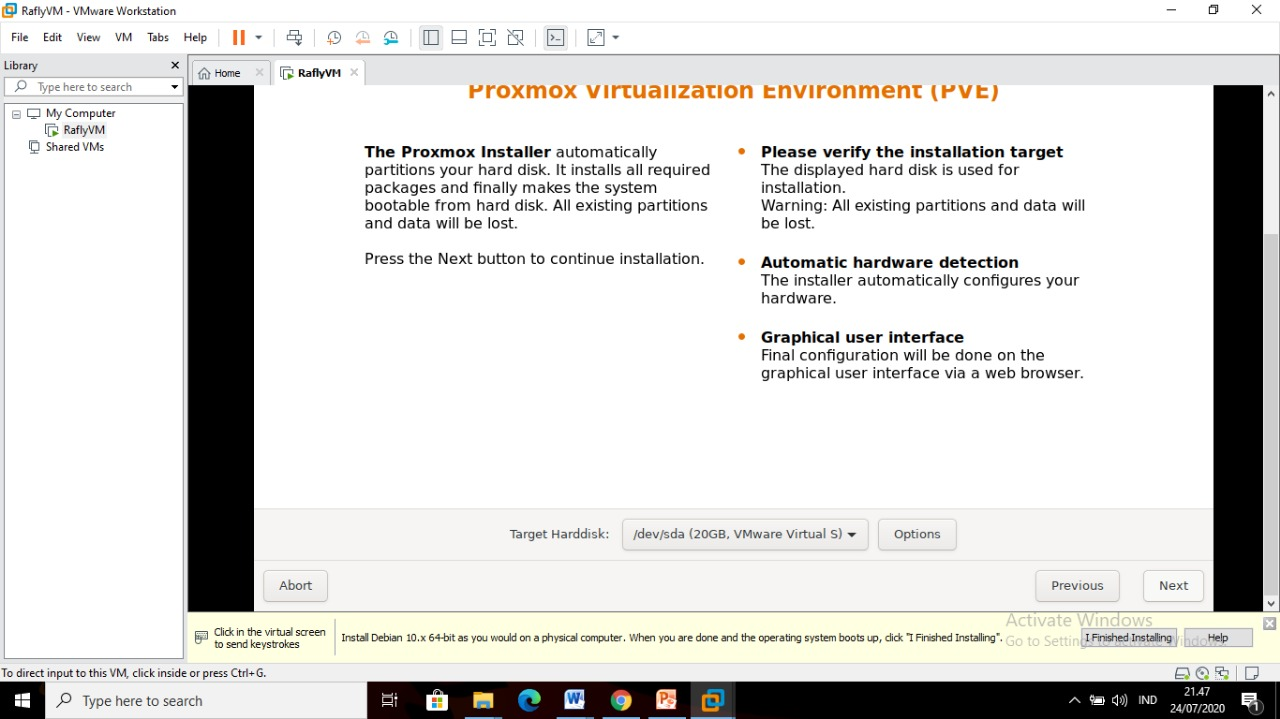 RaflyVM - VMware Workstation
File Edit View VM Tabs Help
Library
Type here to search
My Computer
RaflyVM
Shared VMs
Home
RaflyVM
Proxmox Virtualization Environment (PVE)
The Proxmox Installer automatically
partitions your hard disk. It installs all required
packages and finally makes the system
bootable from hard disk. All existing partitions
and data will be lost.
Press the Next button to continue installation.
Please verify the installation target
The displayed hard disk is used for
installation.
Warning: All existing partitions and data will
be lost.
Automatic hardware detection
The installer automatically configures your
hardware.
Graphical user interface
Final configuration will be done on the
graphical user interface via a web browser.
Target Harddisk: /dev/sda (20GB, VMware Virtual S) Options
Abort Previous Next
Click in the virtual screen
to send keystrokes
Install Debian 10.x 64-bit as you would on a physical computer. When you are done and the operating system boots up, click "I Finished Installing".
I Finished Installing Help
Activate Windows
Go to Settings to activate Windows.
To direct input to this VM, click inside or press Ctrl+G.
Type here to search
IND
21.47
24/07/2020
1